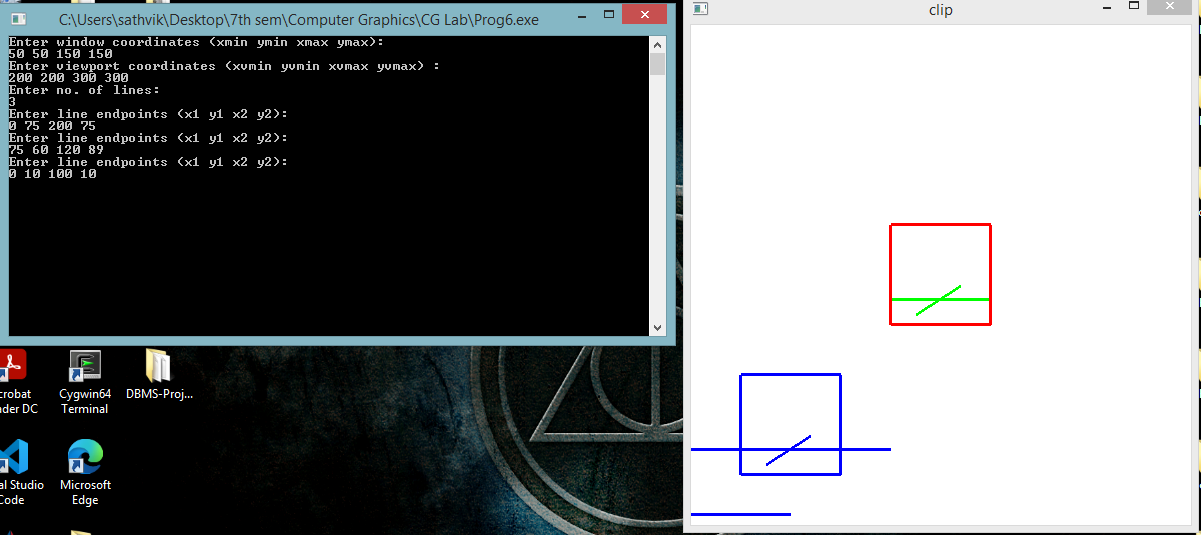 C:\Users\sathvik\Desktop\7th sem\Computer Graphics\CG Lab\Prog6.exe
Enter window coordinates (xmin ymin xmax ymax):
50 50 150 150
Enter viewport coordinates (xvmin yvmin xvmax yvmax) :
200 200 300 300
Enter no. of lines:
3
Enter line endpoints (x1 y1 x2 y2):
0 75 200 75
Enter line endpoints (x1 y1 x2 y2):
75 60 120 89
Enter line endpoints (x1 y1 x2 y2):
0 10 100 10
clip
crobat
der DC
Cygwin64
Terminal
DBMS-Proj...
al Studio
Code
Microsoft
Edge